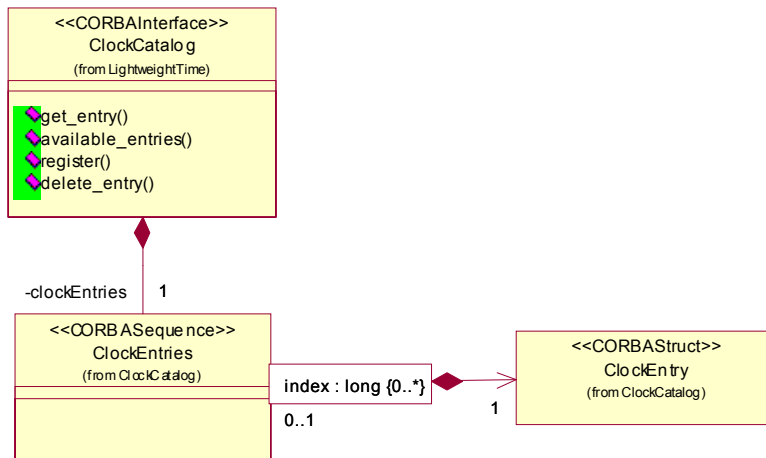 <<CORBAInterface>>
ClockCatalog
(from LightweightTime)
get_entry()
available_entries()
register()
delete_entry()
-clockEntries 1
<<CORBASequence>>
ClockEntries
(from ClockCatalog)
index : long {0..*}
0..1
1
<<CORBAStruct>>
ClockEntry
(from ClockCatalog)